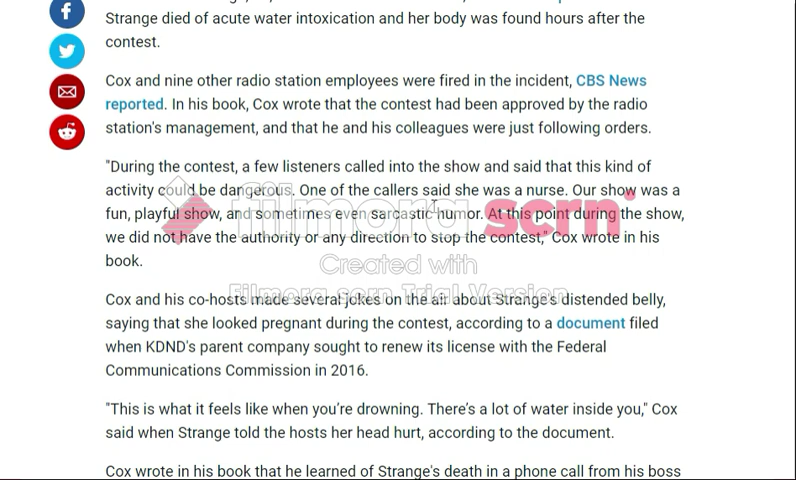 Strange died of acute water intoxication and her body was found hours after the
contest.
Cox and nine other radio station employees were fired in the incident, CBS News
reported. In his book, Cox wrote that the contest had been approved by the radio
station's management, and that he and his colleagues were just following orders.
"During the contest, a few listeners called into the show and said that this kind of
activity could be dangerous. One of the callers said she was a nurse. Our show was a
fun, playful show, and sometimes even sarcastic humor. At this point during the show,
we did not have the authority or any direction to stop the contest," Cox wrote in his
book.
filmora scrn
Created with
Filmora scrn Trial Version
Cox and his co-hosts made several jokes on the air about Strange's distended belly,
saying that she looked pregnant during the contest, according to a document filed
when KDND's parent company sought to renew its license with the Federal
Communications Commission in 2016.
"This is what it feels like when you're drowning. There's a lot of water inside you," Cox
said when Strange told the hosts her head hurt, according to the document.
Cox wrote in his book that he learned of Strange's death in a phone call from his boss